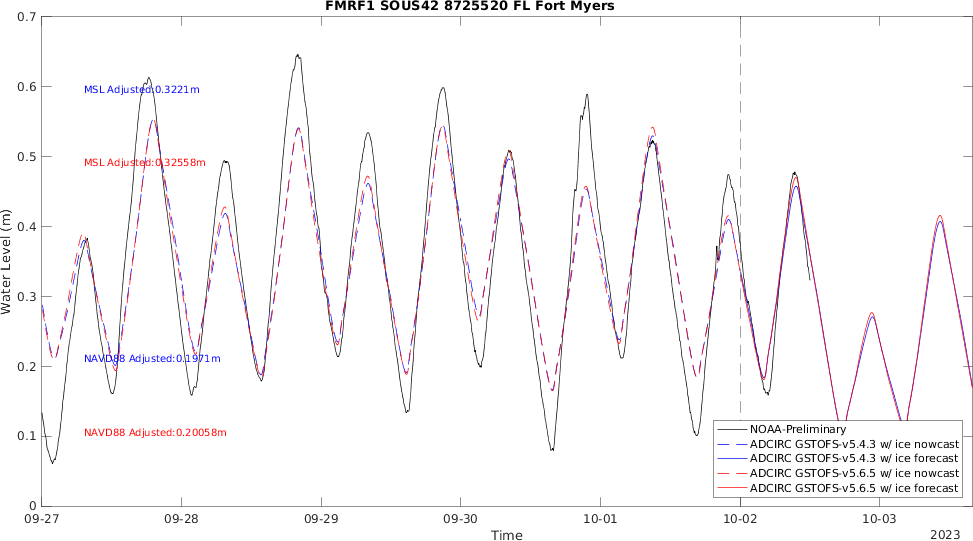 FMRF1 SOUS42 8725520 FL Fort Myers
0.7
0.6
0.5
0.4
0.3
0.2
0.1
0
Water Level (m)
MSL Adjusted:0.3221m
MSL Adjusted:0.32558m
NAVD88 Adjusted:0.1971m
NAVD88 Adjusted:0.20058m
NOAA-Preliminary
ADCIRC GSTOFS-v5.4.3 w/ ice nowcast
ADCIRC GSTOFS-v5.4.3 w/ ice forecast
ADCIRC GSTOFS-v5.6.5 w/ ice nowcast
ADCIRC GSTOFS-v5.6.5 w/ ice forecast
09-27 09-28 09-29 09-30 10-01 10-02 10-03
Time
2023